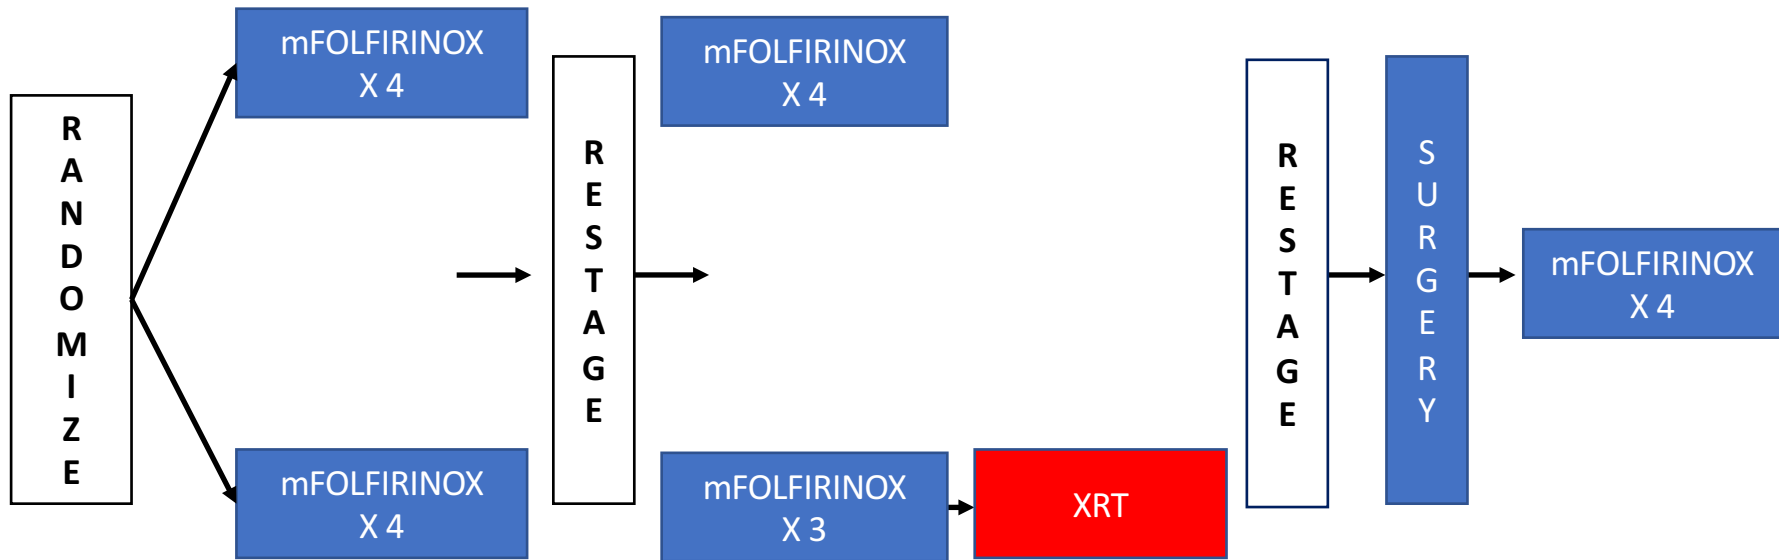 RANDOMIZE
mFOLFIRINOX
X 4
mFOLFIRINOX
X 4
RESTAGE
mFOLFIRINOX
X 4
mFOLFIRINOX
X 3
XRT
RESTAGE
SURGERY
mFOLFIRINOX
X 4